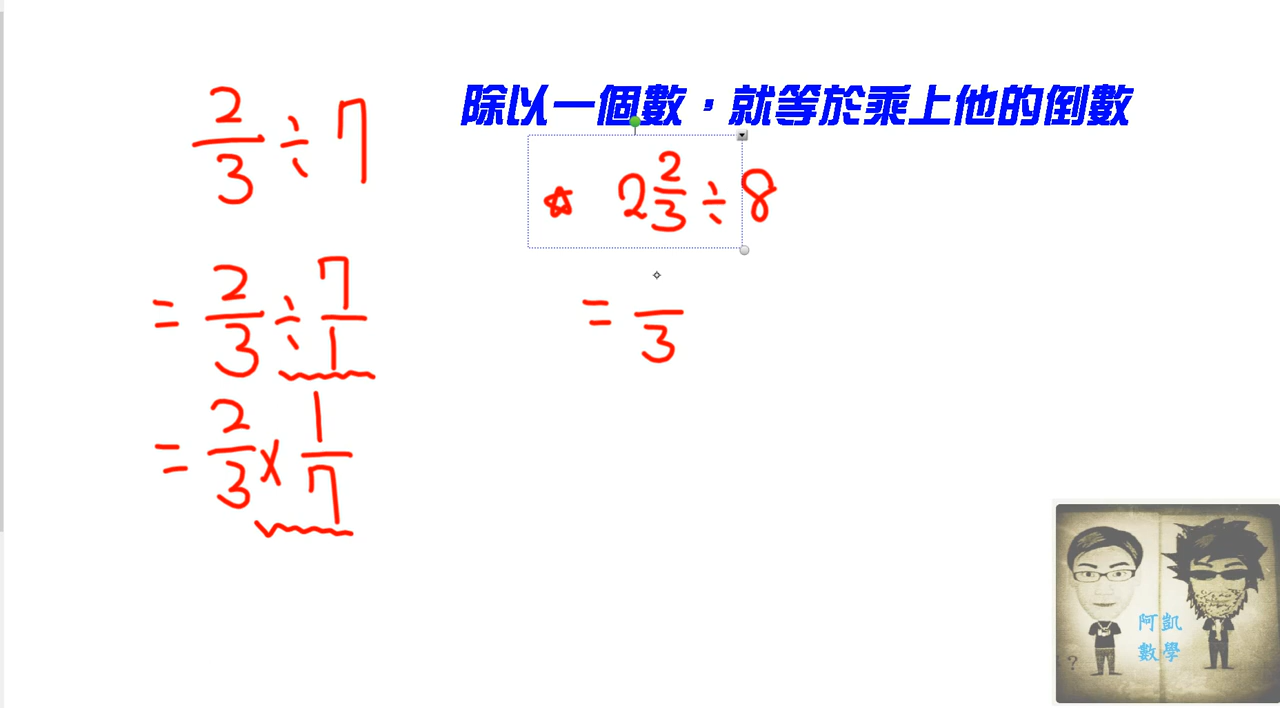 除以一個數，就等於乘上他的倒數
2/3 ÷ 7
= 2/3 ÷ 7/1
= 2/3 × 1/7
☆ 2 2/3 ÷ 8
= /3
阿凱
數學
?